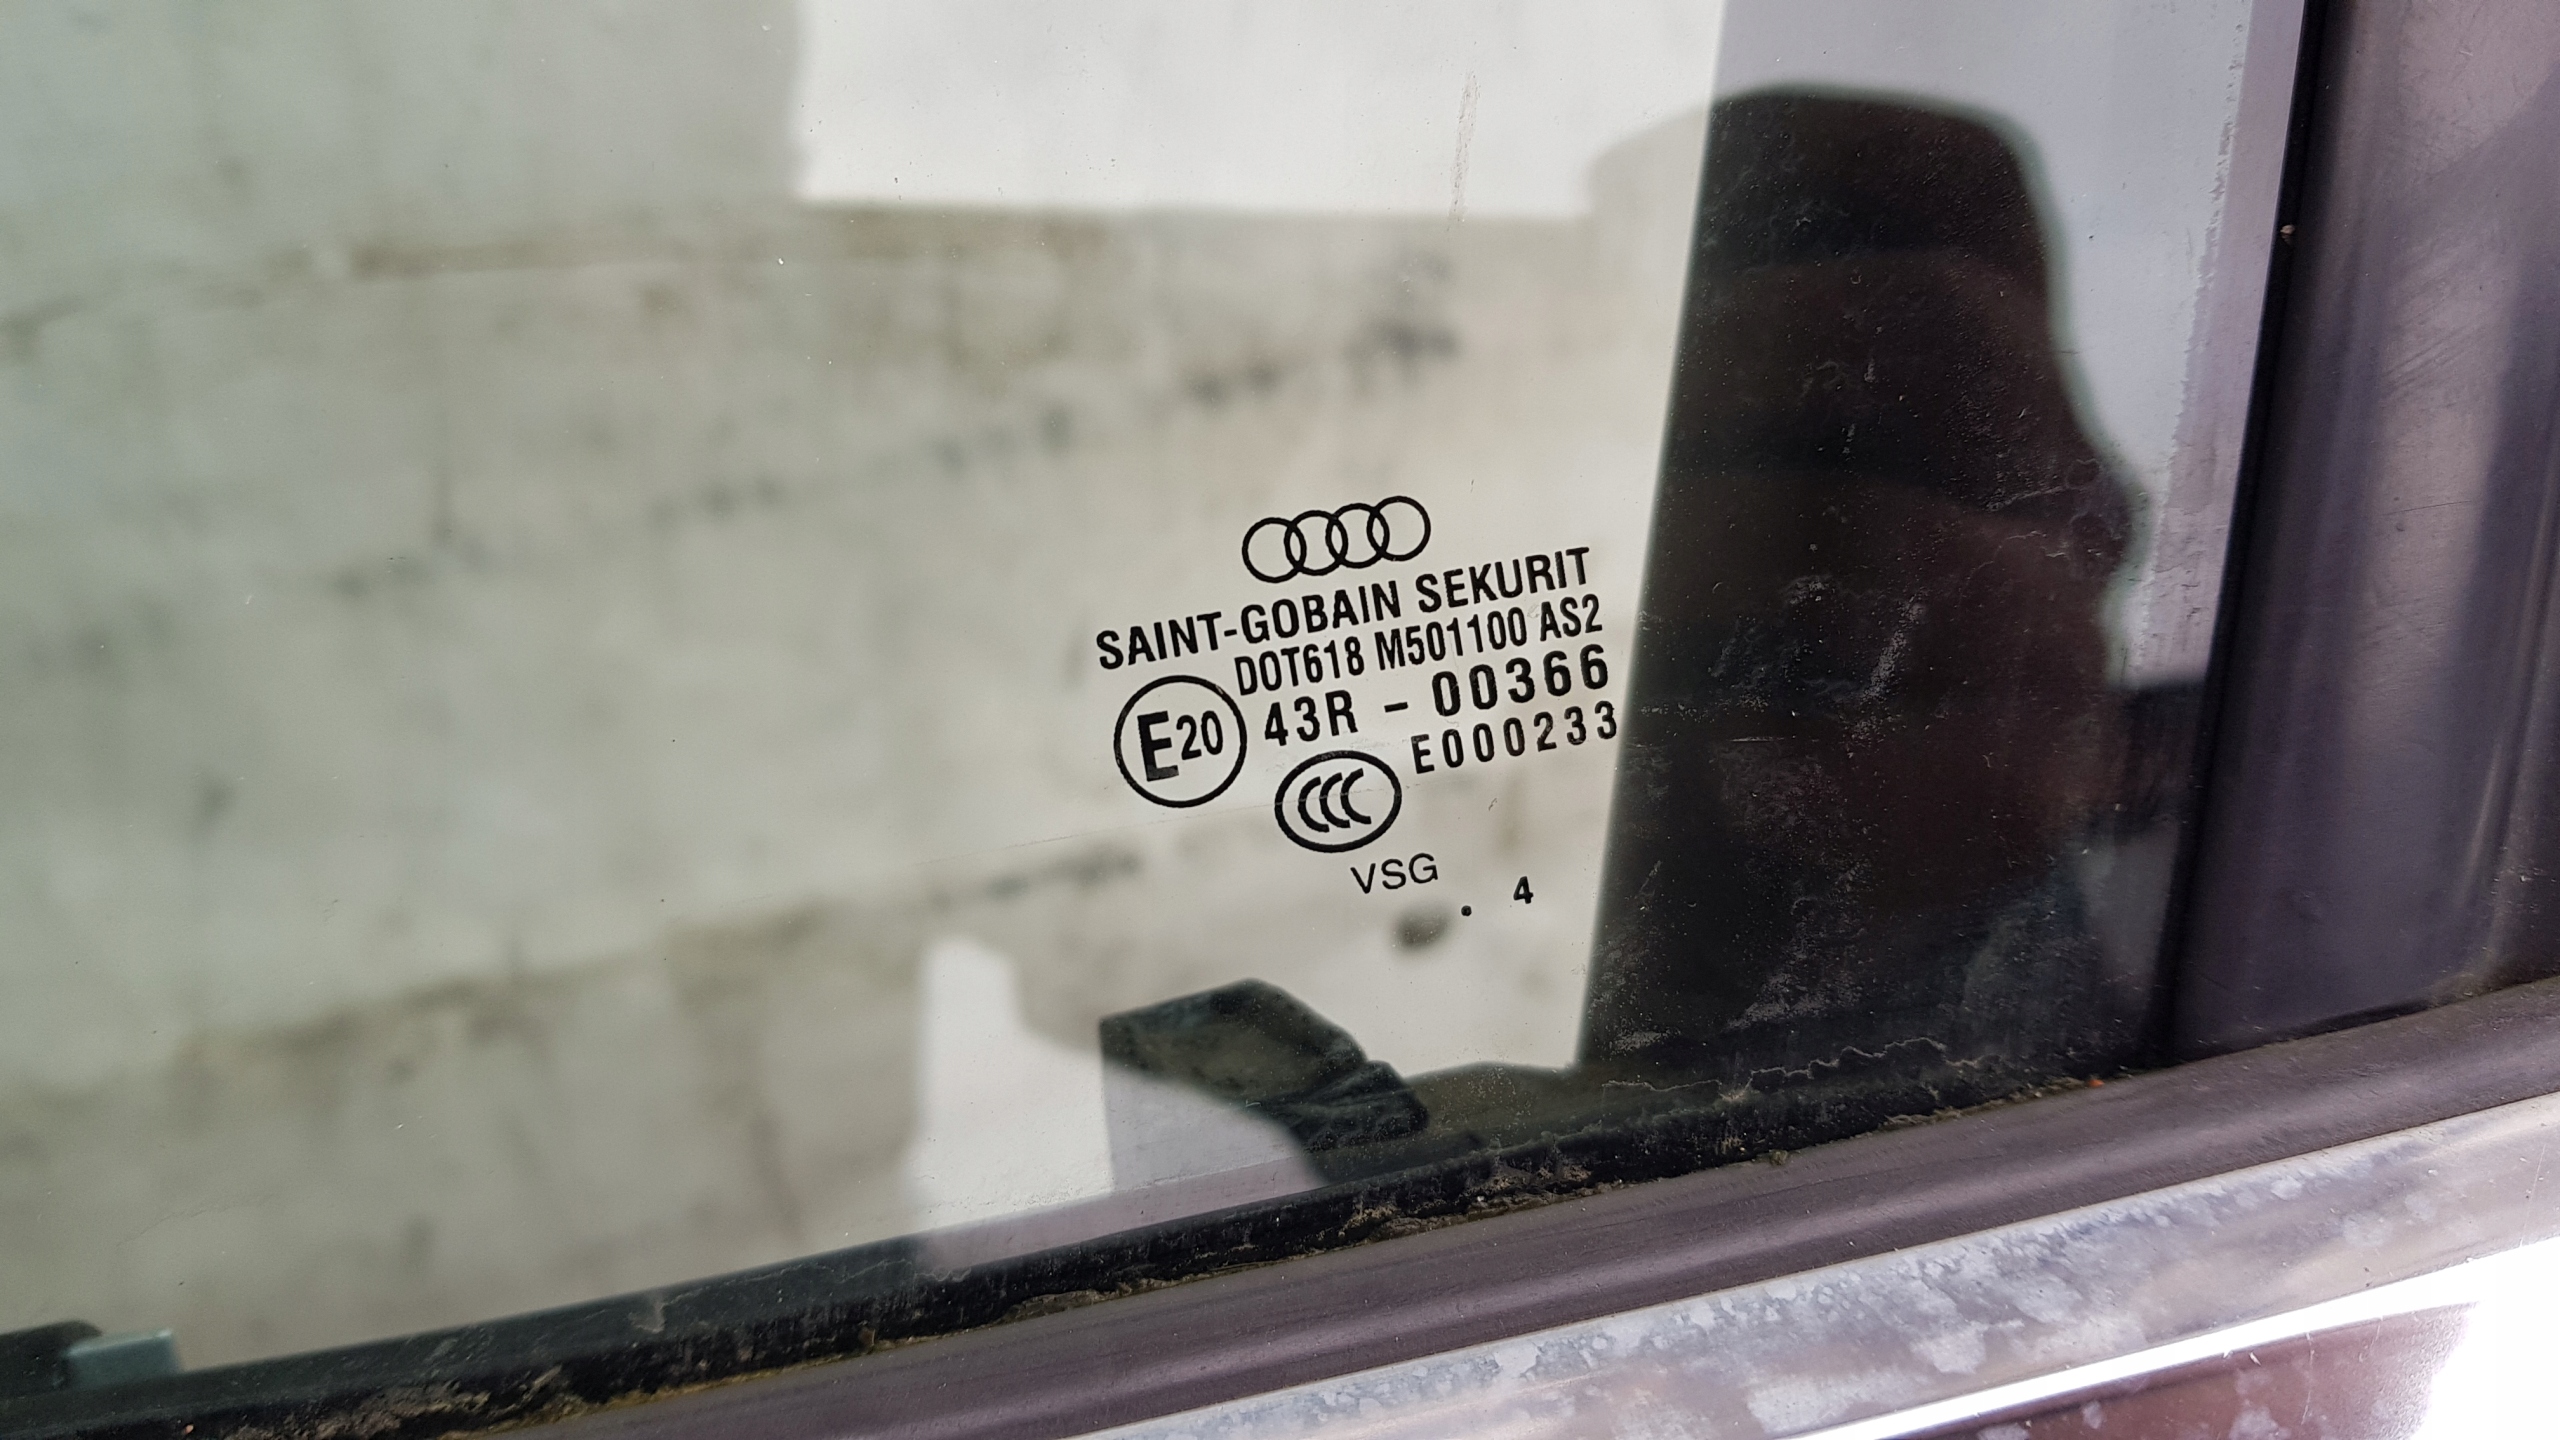 SAINT-GOBAIN SEKURIT
DOT618 M501100 AS2
E20 43R - 00366
E000233
CCC
VSG
. 4